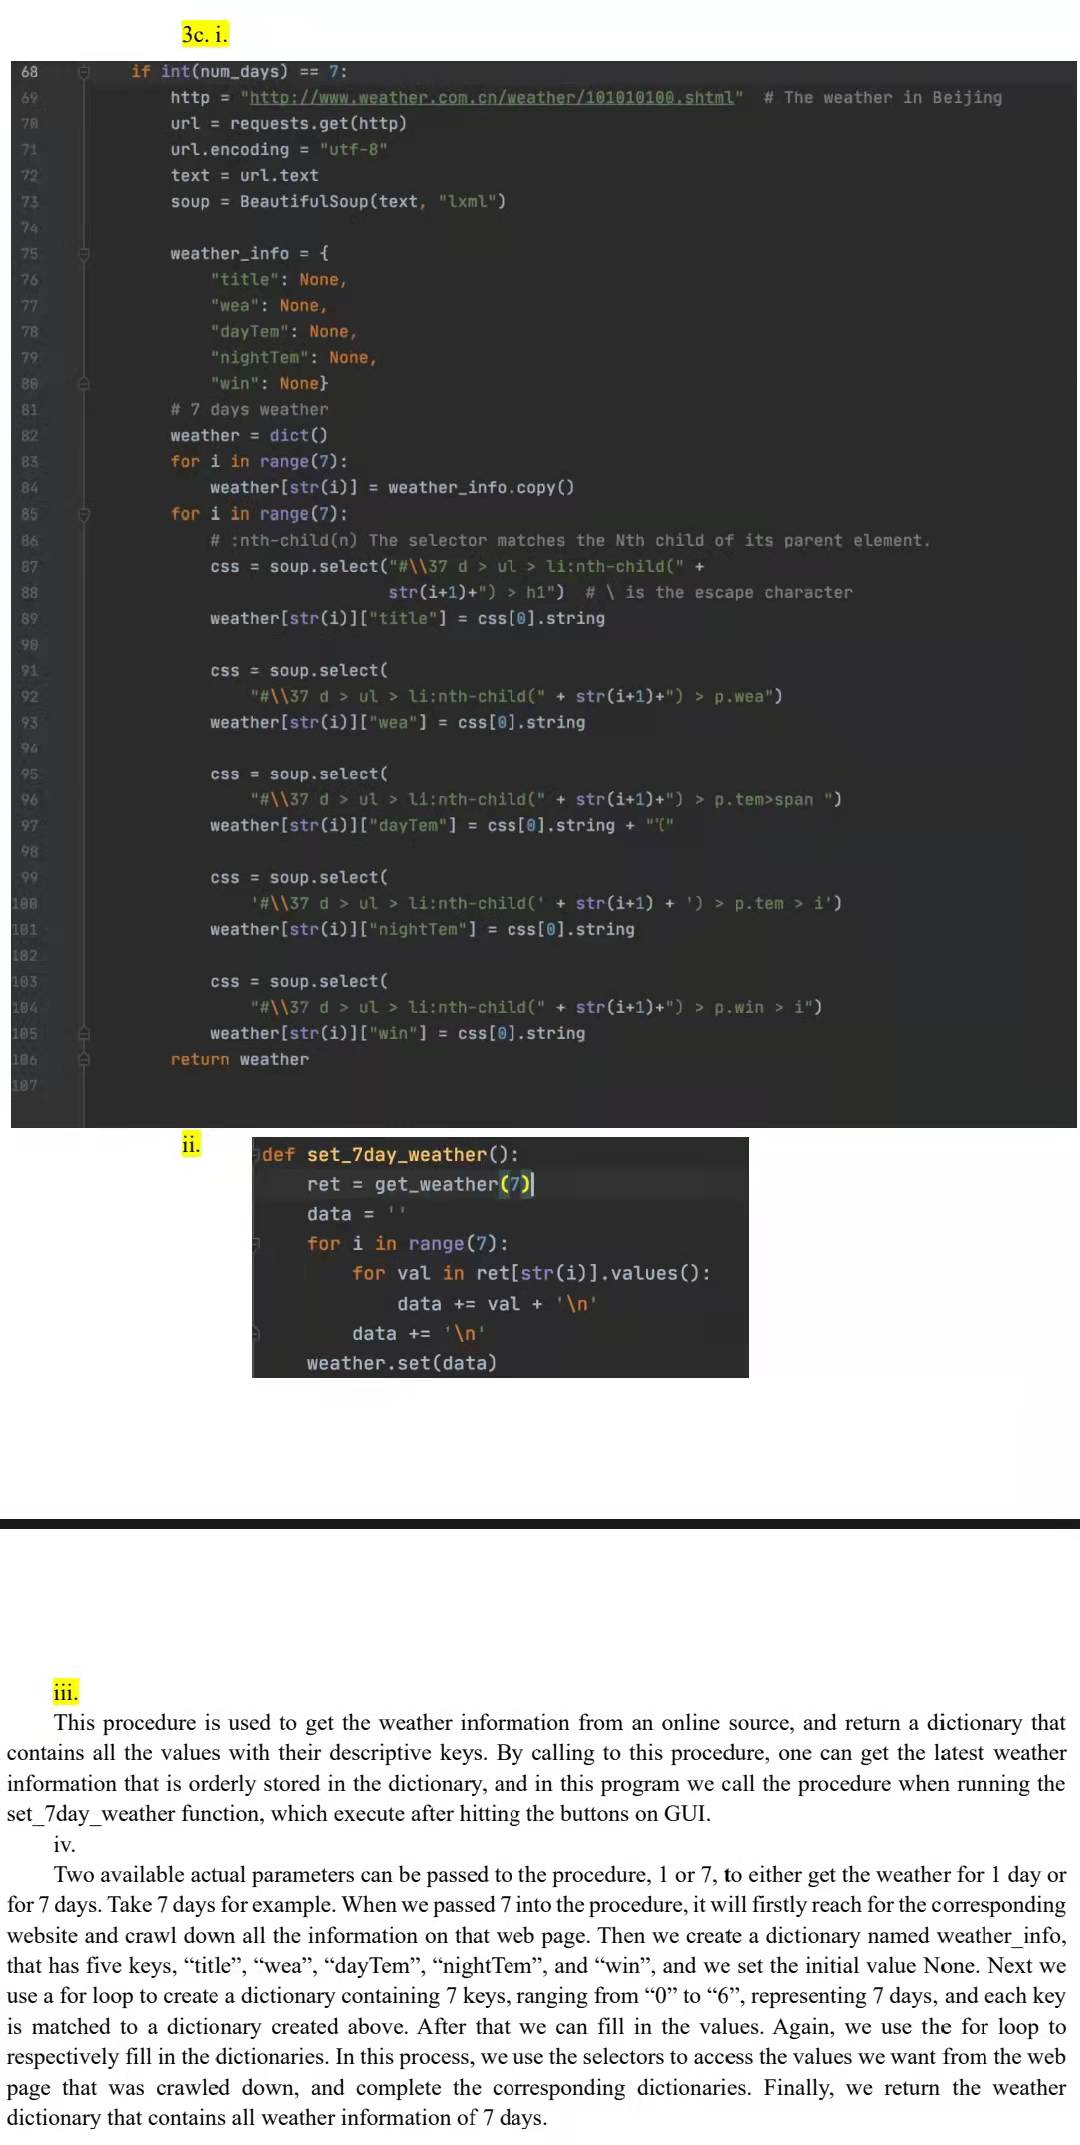 3c. i.
68 if int(num_days) == 7:
69 http = "http://www.weather.com.cn/weather/101010100.shtml" # The weather in Beijing
70 url = requests.get(http)
71 url.encoding = "utf-8"
72 text = url.text
73 soup = BeautifulSoup(text, "lxml")
74
75 weather_info = {
76 "title": None,
77 "wea": None,
78 "dayTem": None,
79 "nightTem": None,
80 "win": None}
81 # 7 days weather
82 weather = dict()
83 for i in range(7):
84 weather[str(i)] = weather_info.copy()
85 for i in range(7):
86 # :nth-child(n) The selector matches the Nth child of its parent element.
87 css = soup.select("#\\37 d > ul > li:nth-child(" +
88 str(i+1)+") > h1") # \ is the escape character
89 weather[str(i)]["title"] = css[0].string
90
91 css = soup.select(
92 "#\\37 d > ul > li:nth-child(" + str(i+1)+") > p.wea")
93 weather[str(i)]["wea"] = css[0].string
94
95 css = soup.select(
96 "#\\37 d > ul > li:nth-child(" + str(i+1)+") > p.tem>span ")
97 weather[str(i)]["dayTem"] = css[0].string + "℃"
98
99 css = soup.select(
100 '#\\37 d > ul > li:nth-child(' + str(i+1) + ') > p.tem > i')
101 weather[str(i)]["nightTem"] = css[0].string
102
103 css = soup.select(
104 "#\\37 d > ul > li:nth-child(" + str(i+1)+") > p.win > i")
105 weather[str(i)]["win"] = css[0].string
106 return weather
107
ii.
def set_7day_weather():
ret = get_weather(7)
data = ''
for i in range(7):
for val in ret[str(i)].values():
data += val + '\n'
data += '\n'
weather.set(data)
iii.
This procedure is used to get the weather information from an online source, and return a dictionary that
contains all the values with their descriptive keys. By calling to this procedure, one can get the latest weather
information that is orderly stored in the dictionary, and in this program we call the procedure when running the
set_7day_weather function, which execute after hitting the buttons on GUI.
iv.
Two available actual parameters can be passed to the procedure, 1 or 7, to either get the weather for 1 day or
for 7 days. Take 7 days for example. When we passed 7 into the procedure, it will firstly reach for the corresponding
website and crawl down all the information on that web page. Then we create a dictionary named weather_info,
that has five keys, “title”, “wea”, “dayTem”, “nightTem”, and “win”, and we set the initial value None. Next we
use a for loop to create a dictionary containing 7 keys, ranging from “0” to “6”, representing 7 days, and each key
is matched to a dictionary created above. After that we can fill in the values. Again, we use the for loop to
respectively fill in the dictionaries. In this process, we use the selectors to access the values we want from the web
page that was crawled down, and complete the corresponding dictionaries. Finally, we return the weather
dictionary that contains all weather information of 7 days.